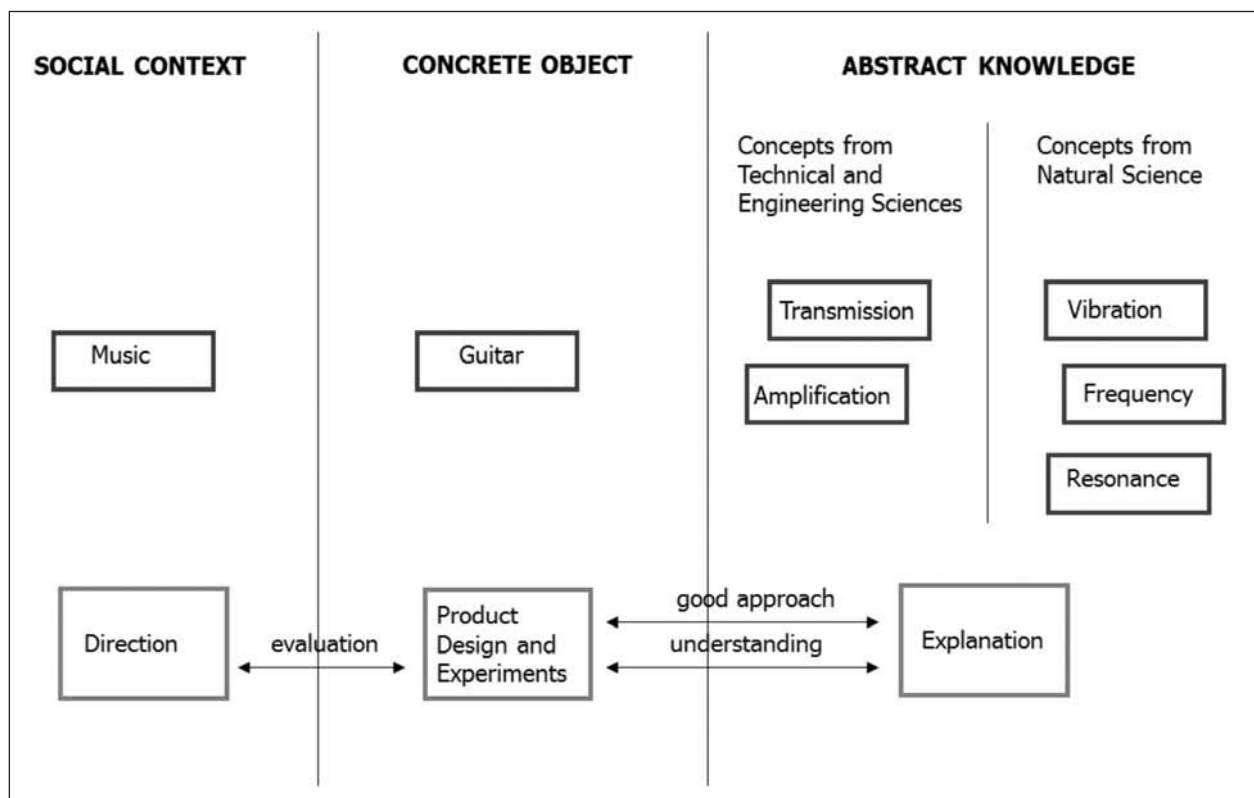 SOCIAL CONTEXT
CONCRETE OBJECT
ABSTRACT KNOWLEDGE
Concepts from
Technical and
Engineering Sciences
Concepts from
Natural Science
Transmission
Vibration
Music
Guitar
Amplification
Frequency
Resonance
Direction
evaluation
Product
Design and
Experiments
good approach
understanding
Explanation